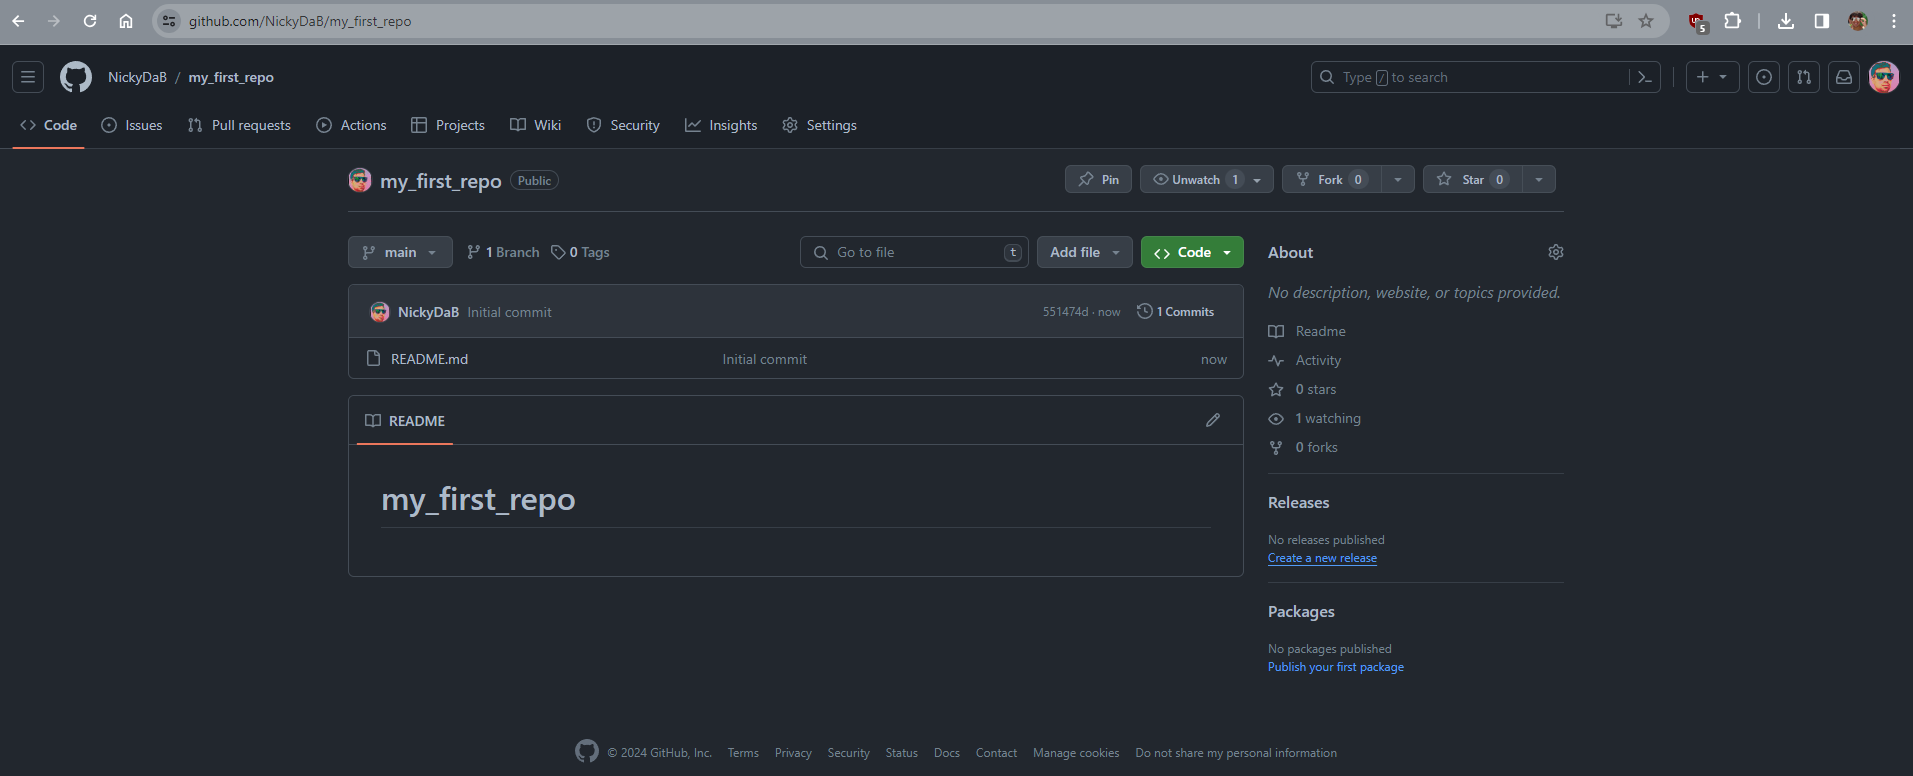 github.com/NickyDaB/my_first_repo
5
NickyDaB / my_first_repo
Type / to search
Code Issues Pull requests Actions Projects Wiki Security Insights Settings
my_first_repo Public
Pin Unwatch 1 Fork 0 Star 0
main 1 Branch 0 Tags Go to file t Add file Code
NickyDaB Initial commit 551474d · now 1 Commits
README.md Initial commit now
README
my_first_repo
About
No description, website, or topics provided.
Readme
Activity
0 stars
1 watching
0 forks
Releases
No releases published
Create a new release
Packages
No packages published
Publish your first package
© 2024 GitHub, Inc. Terms Privacy Security Status Docs Contact Manage cookies Do not share my personal information